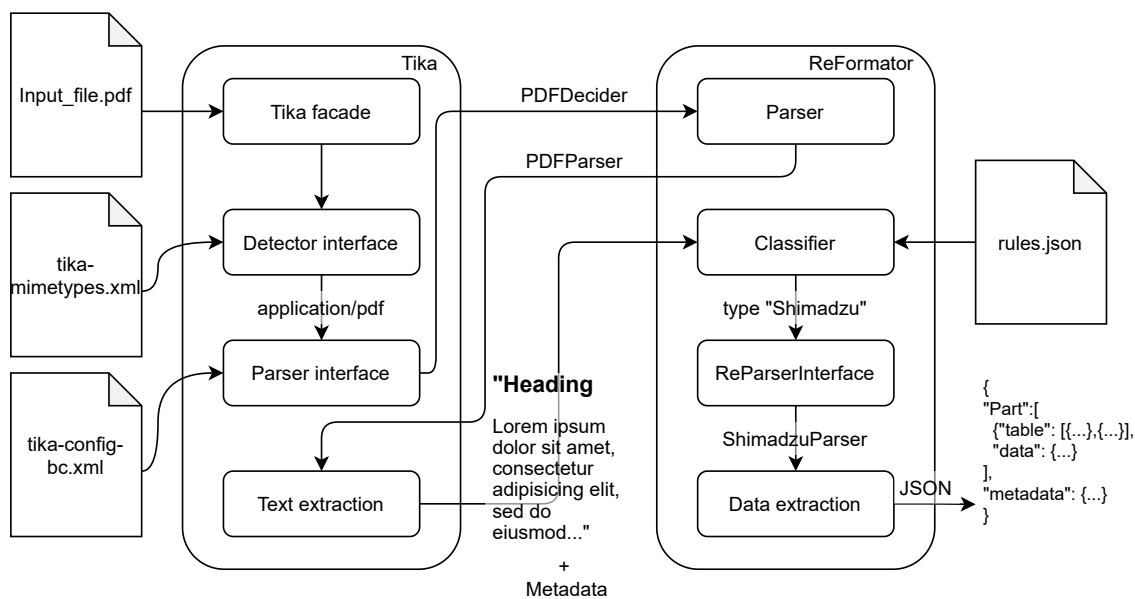 Input_file.pdf
tika-
mimetypes.xml
tika-config-
bc.xml
Tika
Tika facade
Detector interface
application/pdf
Parser interface
Text extraction
PDFDecider
PDFParser
"Heading
Lorem ipsum
dolor sit amet,
consectetur
adipisicing elit,
sed do
eiusmod..."
+
Metadata
ReFormator
Parser
Classifier
type "Shimadzu"
ReParserInterface
ShimadzuParser
Data extraction
rules.json
JSON
{
"Part":[
{"table": [{...},{...}],
"data": {...}
],
"metadata": {...}
}